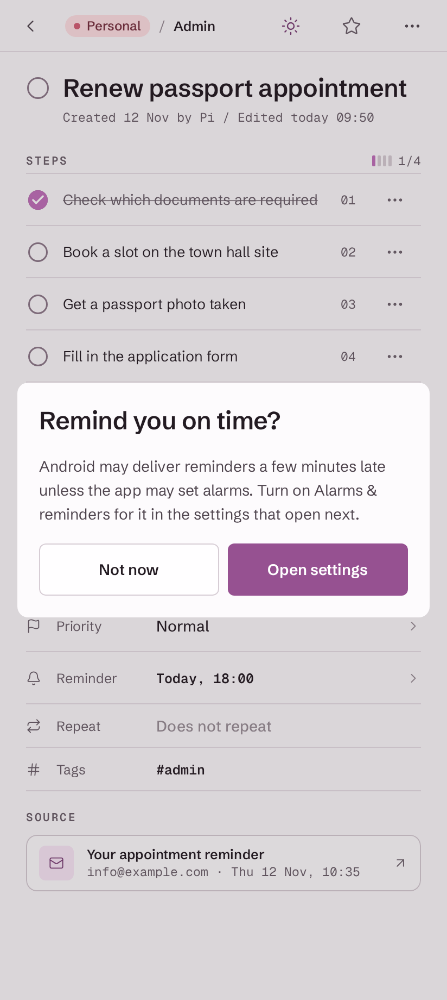 Personal / Admin
Renew passport appointment
Created 12 Nov by Pi / Edited today 09:50
STEPS 1/4
Check which documents are required 01
Book a slot on the town hall site 02
Get a passport photo taken 03
Fill in the application form 04
Remind you on time?
Android may deliver reminders a few minutes late
unless the app may set alarms. Turn on Alarms &
reminders for it in the settings that open next.
Not now Open settings
Priority Normal
Reminder Today, 18:00
Repeat Does not repeat
Tags #admin
SOURCE
Your appointment reminder
info@example.com · Thu 12 Nov, 10:35